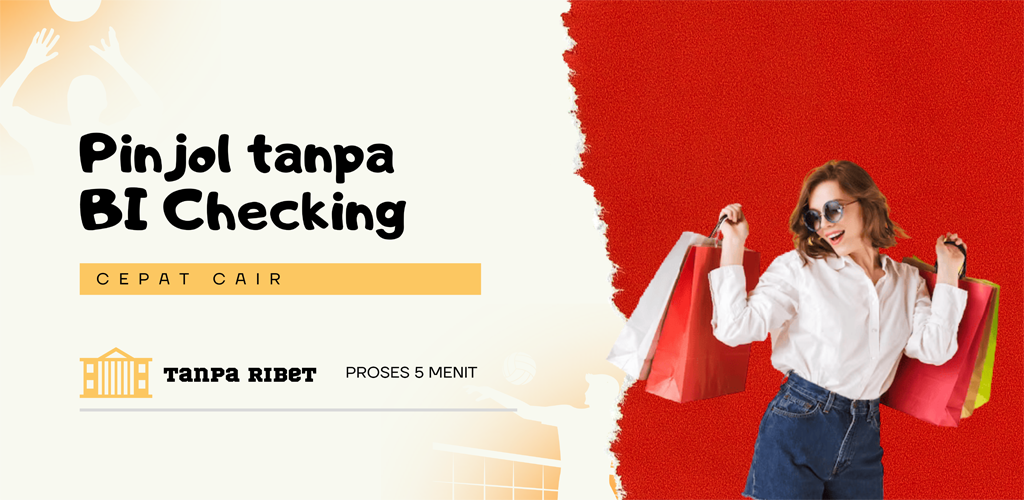 Pinjol tanpa
BI Checking
CEPAT CAIR
TANPA RIBET
PROSES 5 MENIT